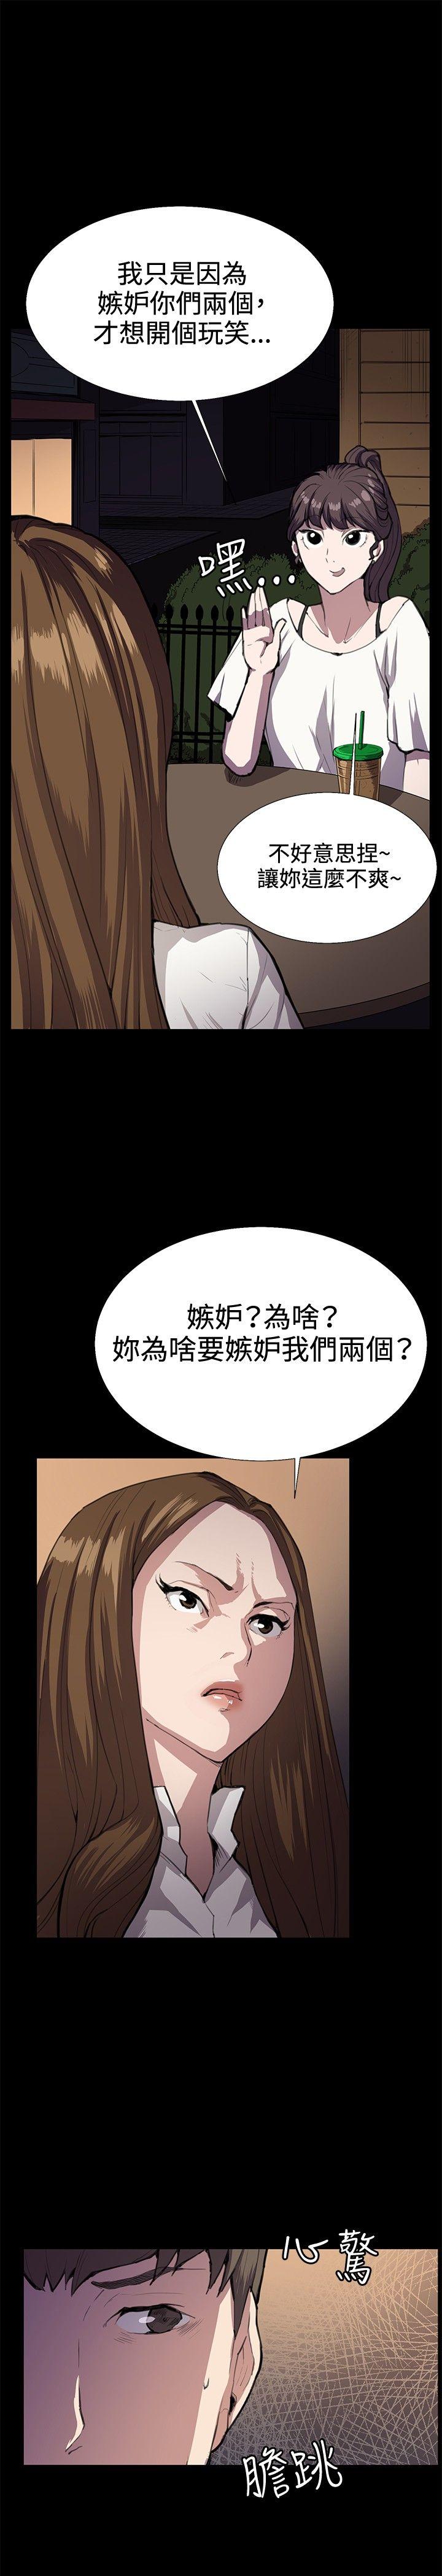 我只是因為
嫉妒你們兩個，
才想開個玩笑...
嘿...
不好意思捏~
讓妳這麼不爽~
嫉妒？為啥？
妳為啥要嫉妒我們兩個？
心驚
膽跳